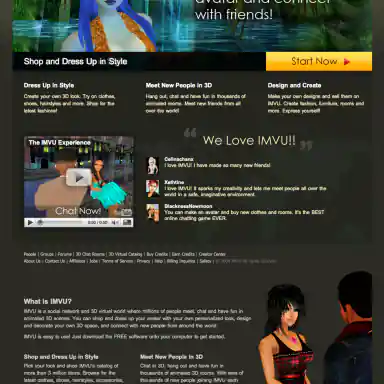 avatar and connect
with friends!
Shop and Dress Up in Style
Start Now
Dress Up in Style
Meet New People in 3D
Design and Create
Create your own 3D look. Try on clothes,
shoes, hairstyles and more. Shop for the
latest fashions!
Hang out, chat and have fun in thousands of
animated rooms. Meet new friends from all
over the world!
Make your own designs and sell them on
IMVU. Create fashion, furniture, rooms and
more. Express yourself!
The IMVU Experience
Chat Now!
0:00 / 0:00
“ We Love IMVU!! ”
I love IMVU! I have made so many new friends!
Xathtina
I love IMVU! It sparks my creativity and lets me meet people all over the world
in a safe, imaginative environment.
BlacknessNewmoon
You can make an avatar and buy new clothes and rooms. It's the BEST
online chatting game EVER.
People | Groups | Forums | 3D Chat Rooms | 3D Virtual Catalog | Buy Credits | Earn Credits | Creator Center
About Us | Contact Us | Affiliates | Jobs | Terms of Service | Privacy | Help | Billing Inquiries | Safety |
What is IMVU?
IMVU is a social network and 3D virtual world where millions of people meet, chat and have fun
in animated 3D scenes. You can shop and dress up your avatar with your own personalized look, design
and decorate your own 3D space, and connect with new people from around the world.
IMVU is easy to use! Just download the FREE software onto your computer to get started.
Shop and Dress Up in Style
Meet New People in 3D
Pick your look and shop IMVU's catalog of
more than 3 million items. Browse for the
latest clothes, shoes, hairstyles, accessories,
Chat in 3D, hang out and have fun in
thousands of awesome 3D rooms. With tens of
thousands of new people joining IMVU each